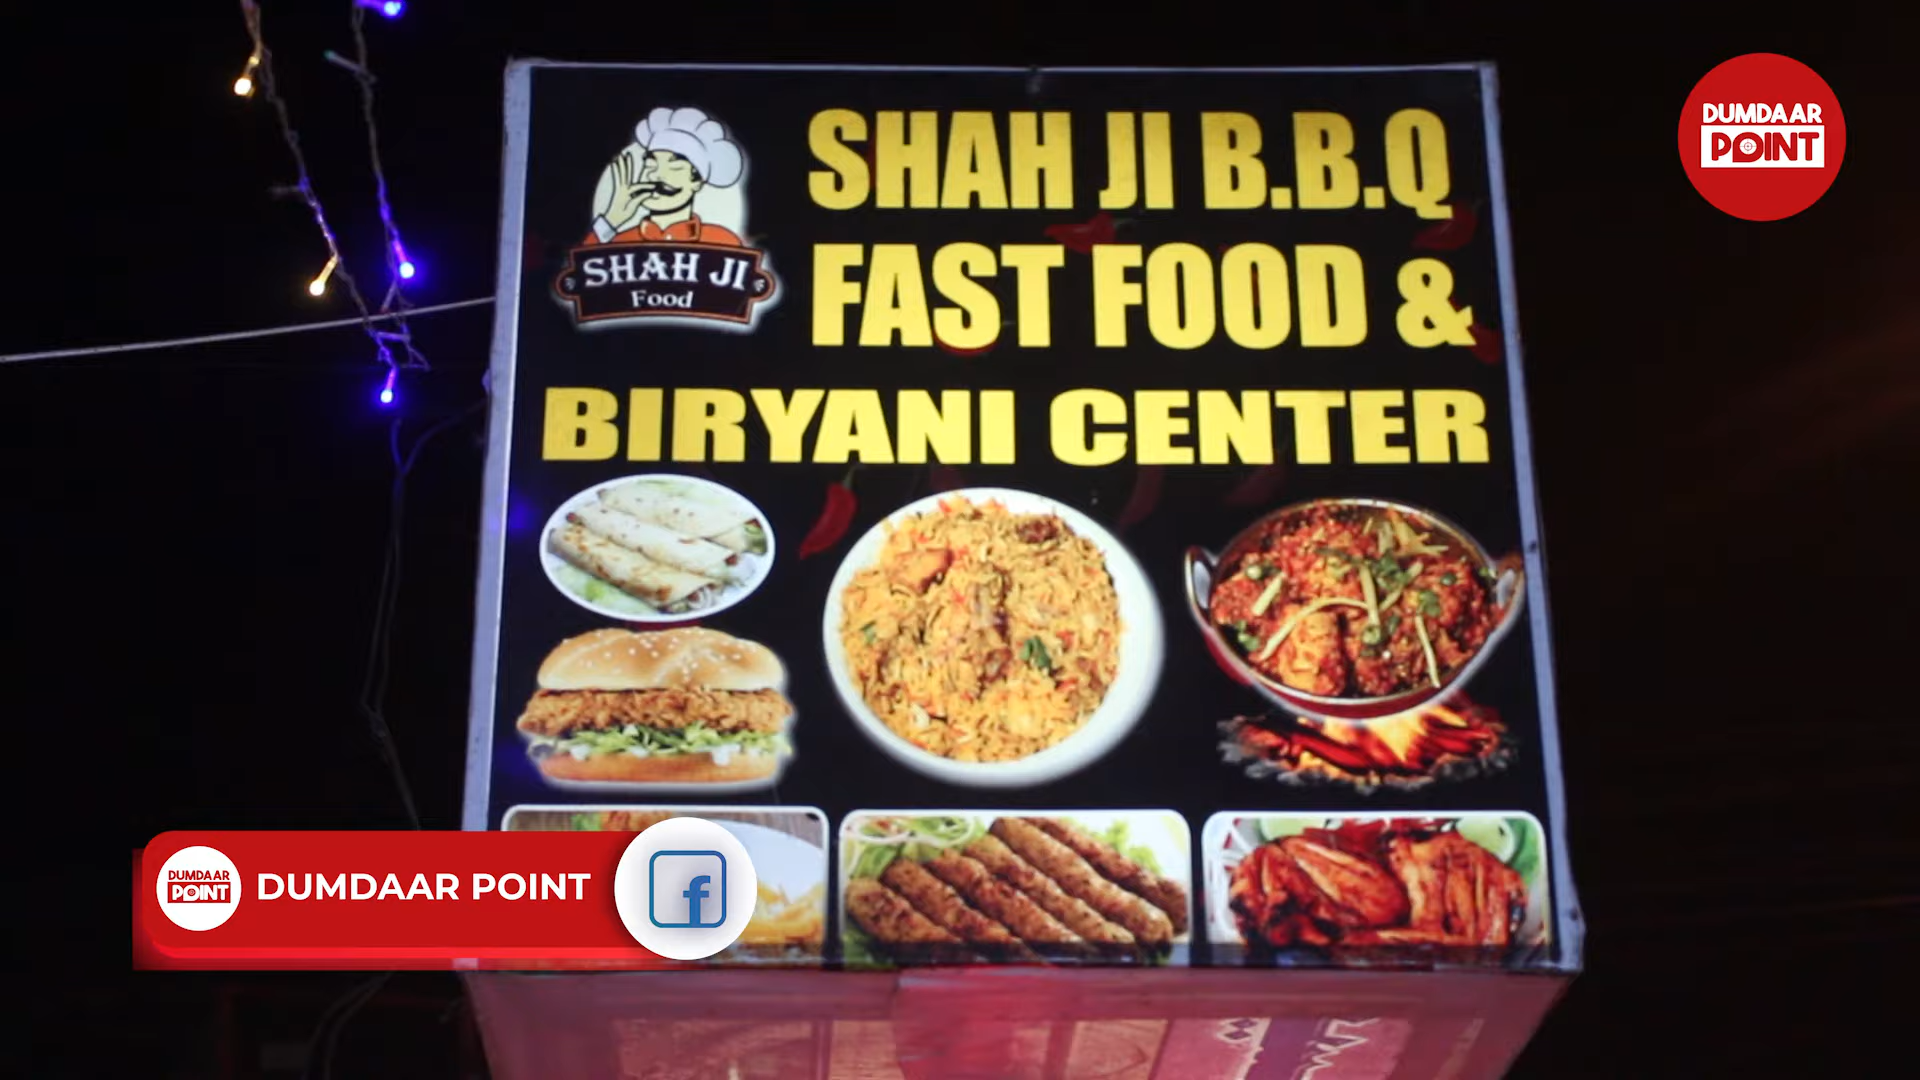 SHAH JI B.B.Q
FAST FOOD &
BIRYANI CENTER
SHAH JI
Food
DUMDAAR
POINT
DUMDAAR
POINT
DUMDAAR POINT
f